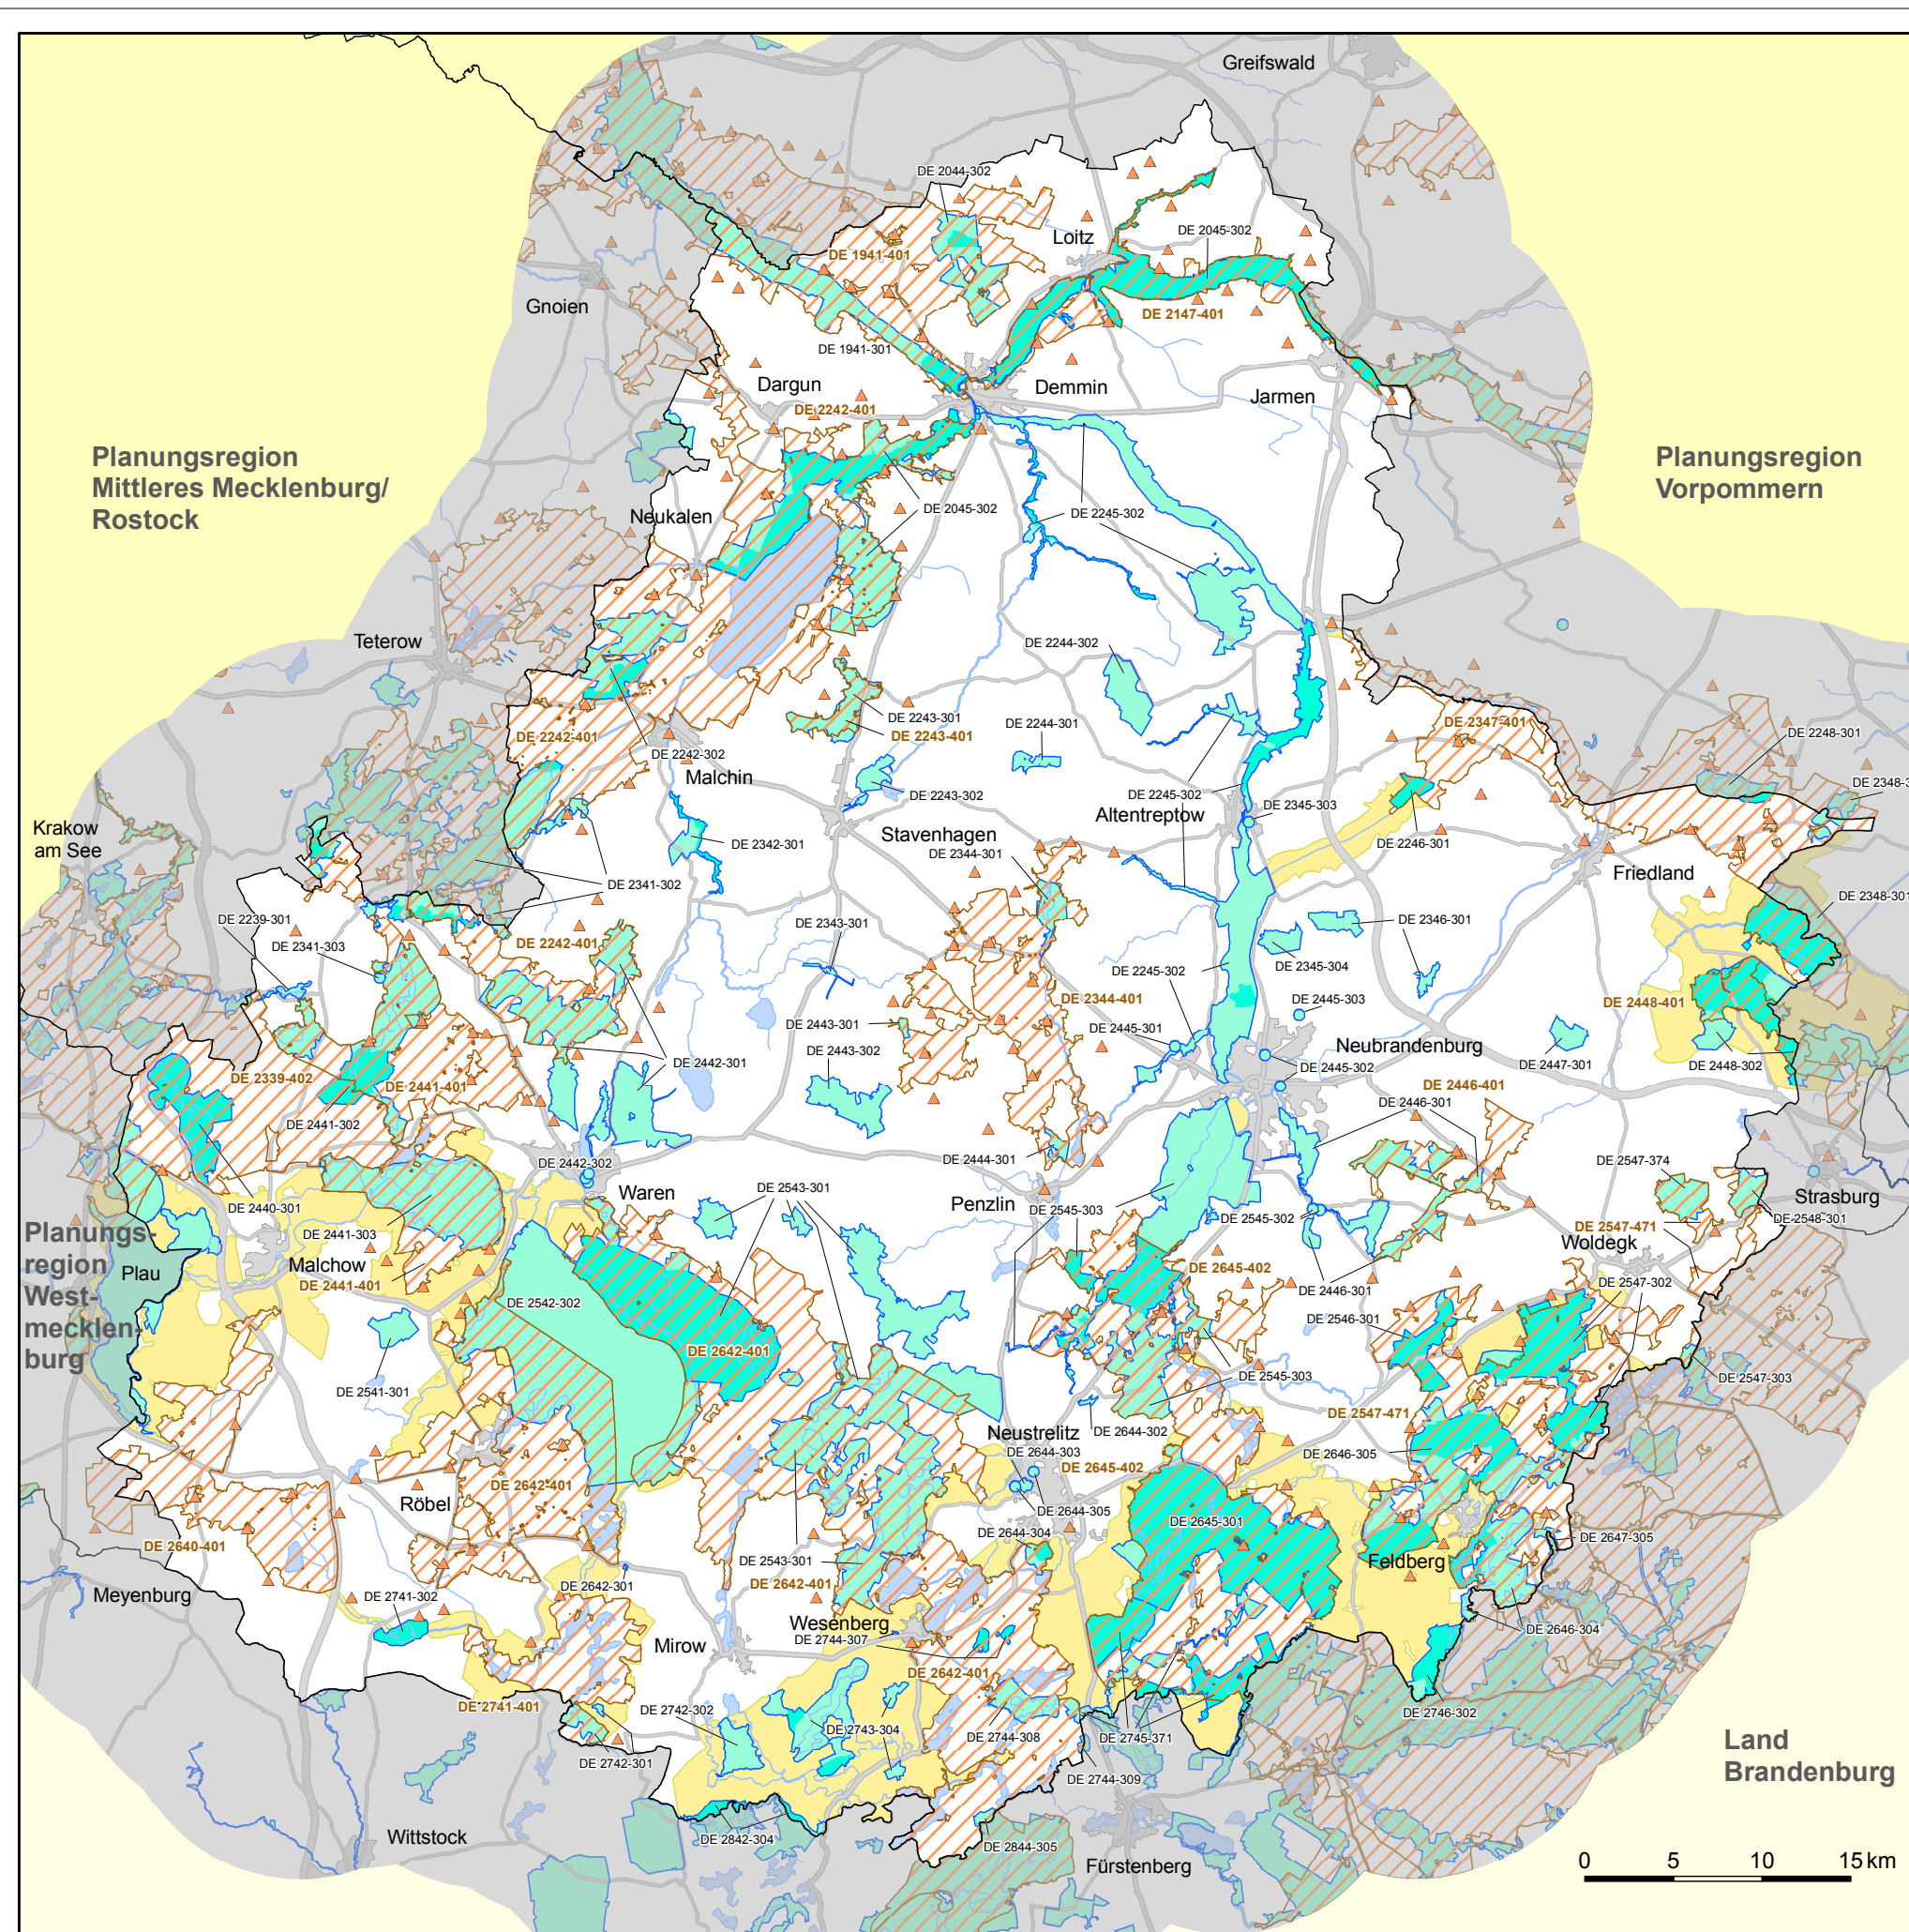 Greifswald
DE 2044-302
Loitz
DE 2045-302
DE 1941-401
Gnoien
DE 2147-401
DE 1941-301
Dargun
Demmin
Jarmen
DE 2242-401
Planungsregion
Mittleres Mecklenburg/
Rostock
Planungsregion
Vorpommern
Neukalen
DE 2045-302
DE 2245-302
Teterow
DE 2244-302
DE 2243-301
DE 2243-401
DE 2244-301
DE 2347-401
DE 2242-401
DE 2242-302
DE 2248-301
Malchin
DE 2243-302
DE 2245-302
DE 2345-303
DE 2348-3
Altentreptow
Krakow
am See
Stavenhagen
DE 2342-301
DE 2344-301
DE 2246-301
Friedland
DE 2341-302
DE 2348-301
DE 2239-301
DE 2343-301
DE 2346-301
DE 2341-303
DE 2242-401
DE 2245-302
DE 2345-304
DE 2344-401
DE 2445-303
DE 2448-401
DE 2443-301
DE 2445-301
DE 2443-302
Neubrandenburg
DE 2442-301
DE 2445-302
DE 2447-301
DE 2448-302
DE 2339-402
DE 2441-401
DE 2446-401
DE 2446-301
DE 2441-302
DE 2442-302
DE 2444-301
DE 2547-374
Waren
DE 2543-301
Penzlin
DE 2545-303
Strasburg
DE 2440-301
DE 2545-302
DE 2548-301
DE 2441-303
DE 2547-471
Planungs-
region
West-
mecklen-
burg
Woldegk
Plau
Malchow
DE 2441-401
DE 2645-402
DE 2547-302
DE 2446-301
DE 2542-302
DE 2546-301
DE 2642-401
DE 2541-301
DE 2545-303
DE 2547-303
DE 2547-471
Neustrelitz
DE 2644-302
DE 2644-303
DE 2646-305
DE 2645-402
DE 2642-401
Röbel
DE 2644-305
DE 2645-301
DE 2644-304
DE 2640-401
DE 2647-305
DE 2543-301
Feldberg
Meyenburg
DE 2642-301
DE 2642-401
DE 2741-302
Wesenberg
DE 2646-304
Mirow
DE 2744-307
DE 2642-401
DE 2741-401
DE 2742-302
DE 2743-304
DE 2744-308
DE 2745-371
DE 2746-302
Land
Brandenburg
DE 2742-301
DE 2744-309
Wittstock
DE 2842-304
DE 2844-305
Fürstenberg
0 5 10 15 km